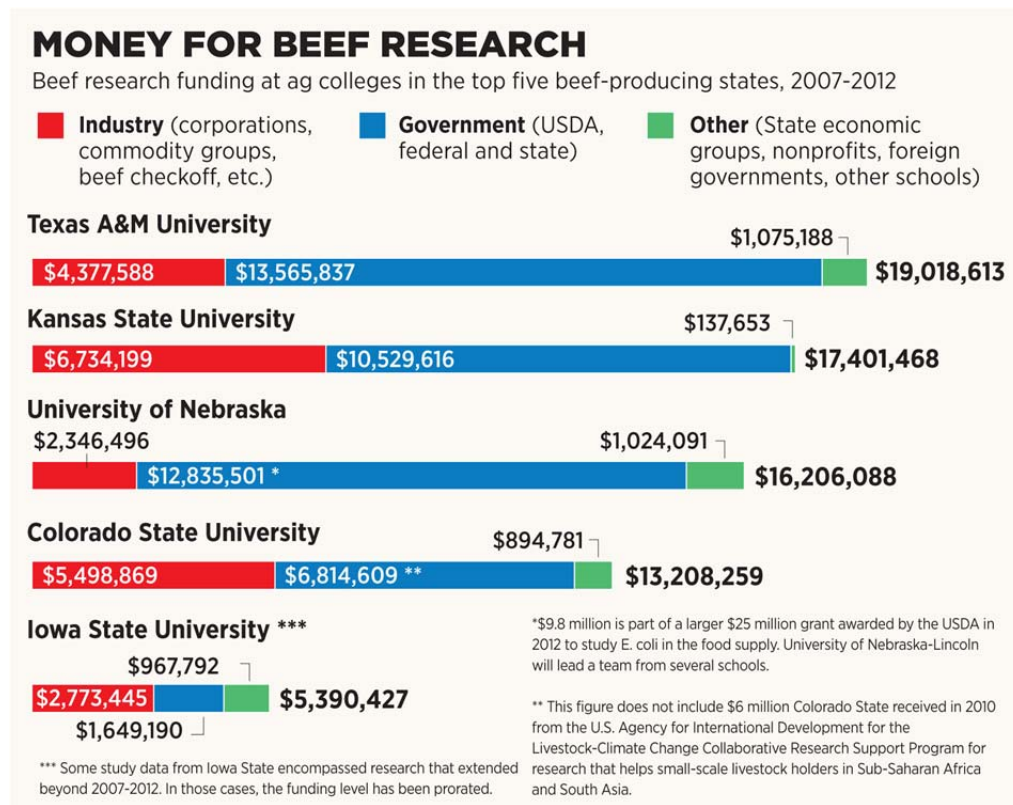 MONEY FOR BEEF RESEARCH
Beef research funding at ag colleges in the top five beef-producing states, 2007-2012
Industry (corporations,
commodity groups,
beef checkoff, etc.)
Government (USDA,
federal and state)
Other (State economic
groups, nonprofits, foreign
governments, other schools)
Texas A&M University
$1,075,188
$4,377,588
$13,565,837
$19,018,613
Kansas State University
$137,653
$6,734,199
$10,529,616
$17,401,468
University of Nebraska
$2,346,496
$1,024,091
$12,835,501 *
$16,206,088
Colorado State University
$894,781
$5,498,869
$6,814,609 **
$13,208,259
Iowa State University ***
$967,792
$2,773,445
$5,390,427
$1,649,190
*** Some study data from Iowa State encompassed research that extended
beyond 2007-2012. In those cases, the funding level has been prorated.
*$9.8 million is part of a larger $25 million grant awarded by the USDA in
2012 to study E. coli in the food supply. University of Nebraska-Lincoln
will lead a team from several schools.
** This figure does not include $6 million Colorado State received in 2010
from the U.S. Agency for International Development for the
Livestock-Climate Change Collaborative Research Support Program for
research that helps small-scale livestock holders in Sub-Saharan Africa
and South Asia.